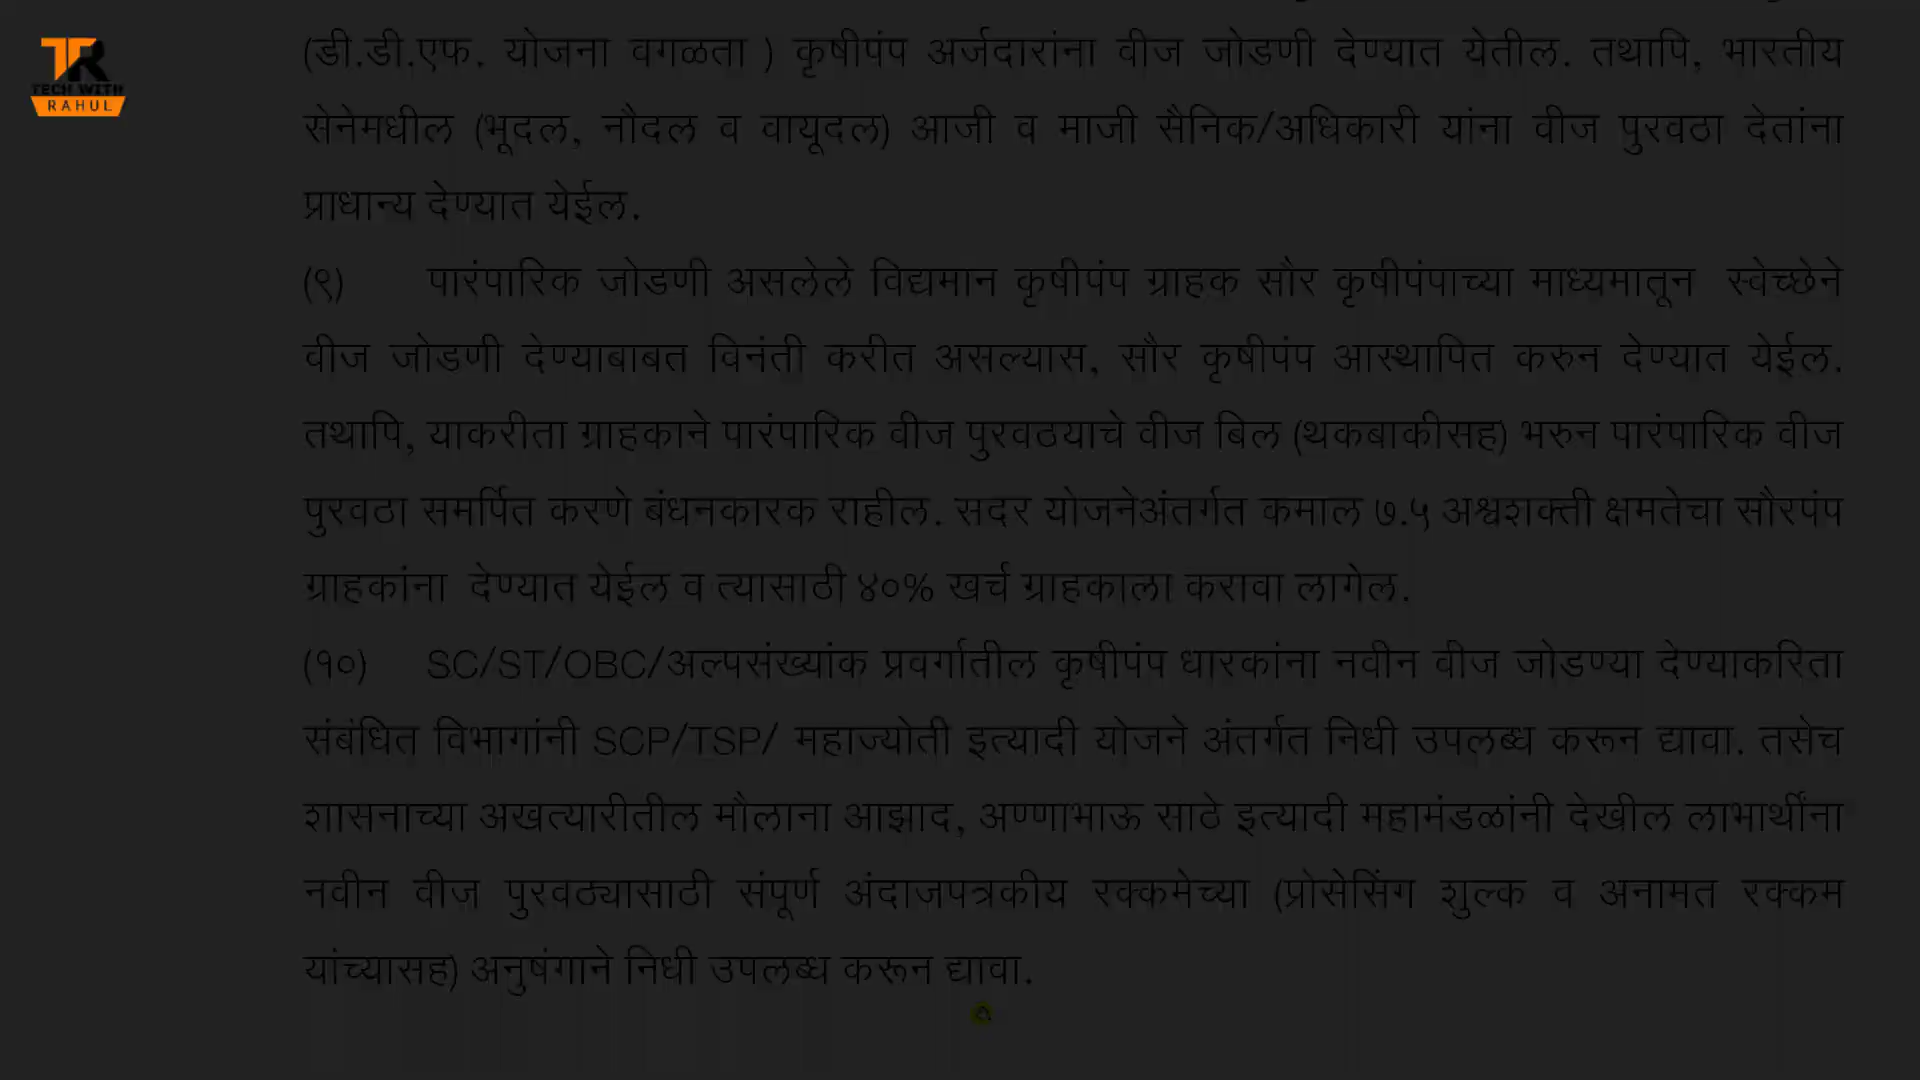 TR
TECH WITH
RAHUL
(डी.डी.एफ. योजना वगळता ) कृषीपंप अर्जदारांना वीज जोडणी देण्यात येतील. तथापि, भारतीय
सेनेमधील (भूदल, नौदल व वायूदल) आजी व माजी सैनिक/अधिकारी यांना वीज पुरवठा देतांना
प्राधान्य देण्यात येईल.
(९) पारंपारिक जोडणी असलेले विद्यमान कृषीपंप ग्राहक सौर कृषीपंपाच्या माध्यमातून स्वेच्छेने
वीज जोडणी देण्याबाबत विनंती करीत असल्यास, सौर कृषीपंप आस्थापित करुन देण्यात येईल.
तथापि, याकरीता ग्राहकाने पारंपारिक वीज पुरवठयाचे वीज बिल (थकबाकीसह) भरुन पारंपारिक वीज
पुरवठा समर्पित करणे बंधनकारक राहील. सदर योजनेअंतर्गत कमाल ७.५ अश्वशक्ती क्षमतेचा सौरपंप
ग्राहकांना देण्यात येईल व त्यासाठी ४०% खर्च ग्राहकाला करावा लागेल.
(१०) SC/ST/OBC/अल्पसंख्यांक प्रवर्गातील कृषीपंप धारकांना नवीन वीज जोडण्या देण्याकरिता
संबंधित विभागांनी SCP/TSP/ महाज्योती इत्यादी योजने अंतर्गत निधी उपलब्ध करून द्यावा. तसेच
शासनाच्या अखत्यारीतील मौलाना आझाद, अण्णाभाऊ साठे इत्यादी महामंडळांनी देखील लाभार्थींना
नवीन वीज पुरवठ्यासाठी संपूर्ण अंदाजपत्रकीय रक्कमेच्या (प्रोसेसिंग शुल्क व अनामत रक्कम
यांच्यासह) अनुषंगाने निधी उपलब्ध करून द्यावा.